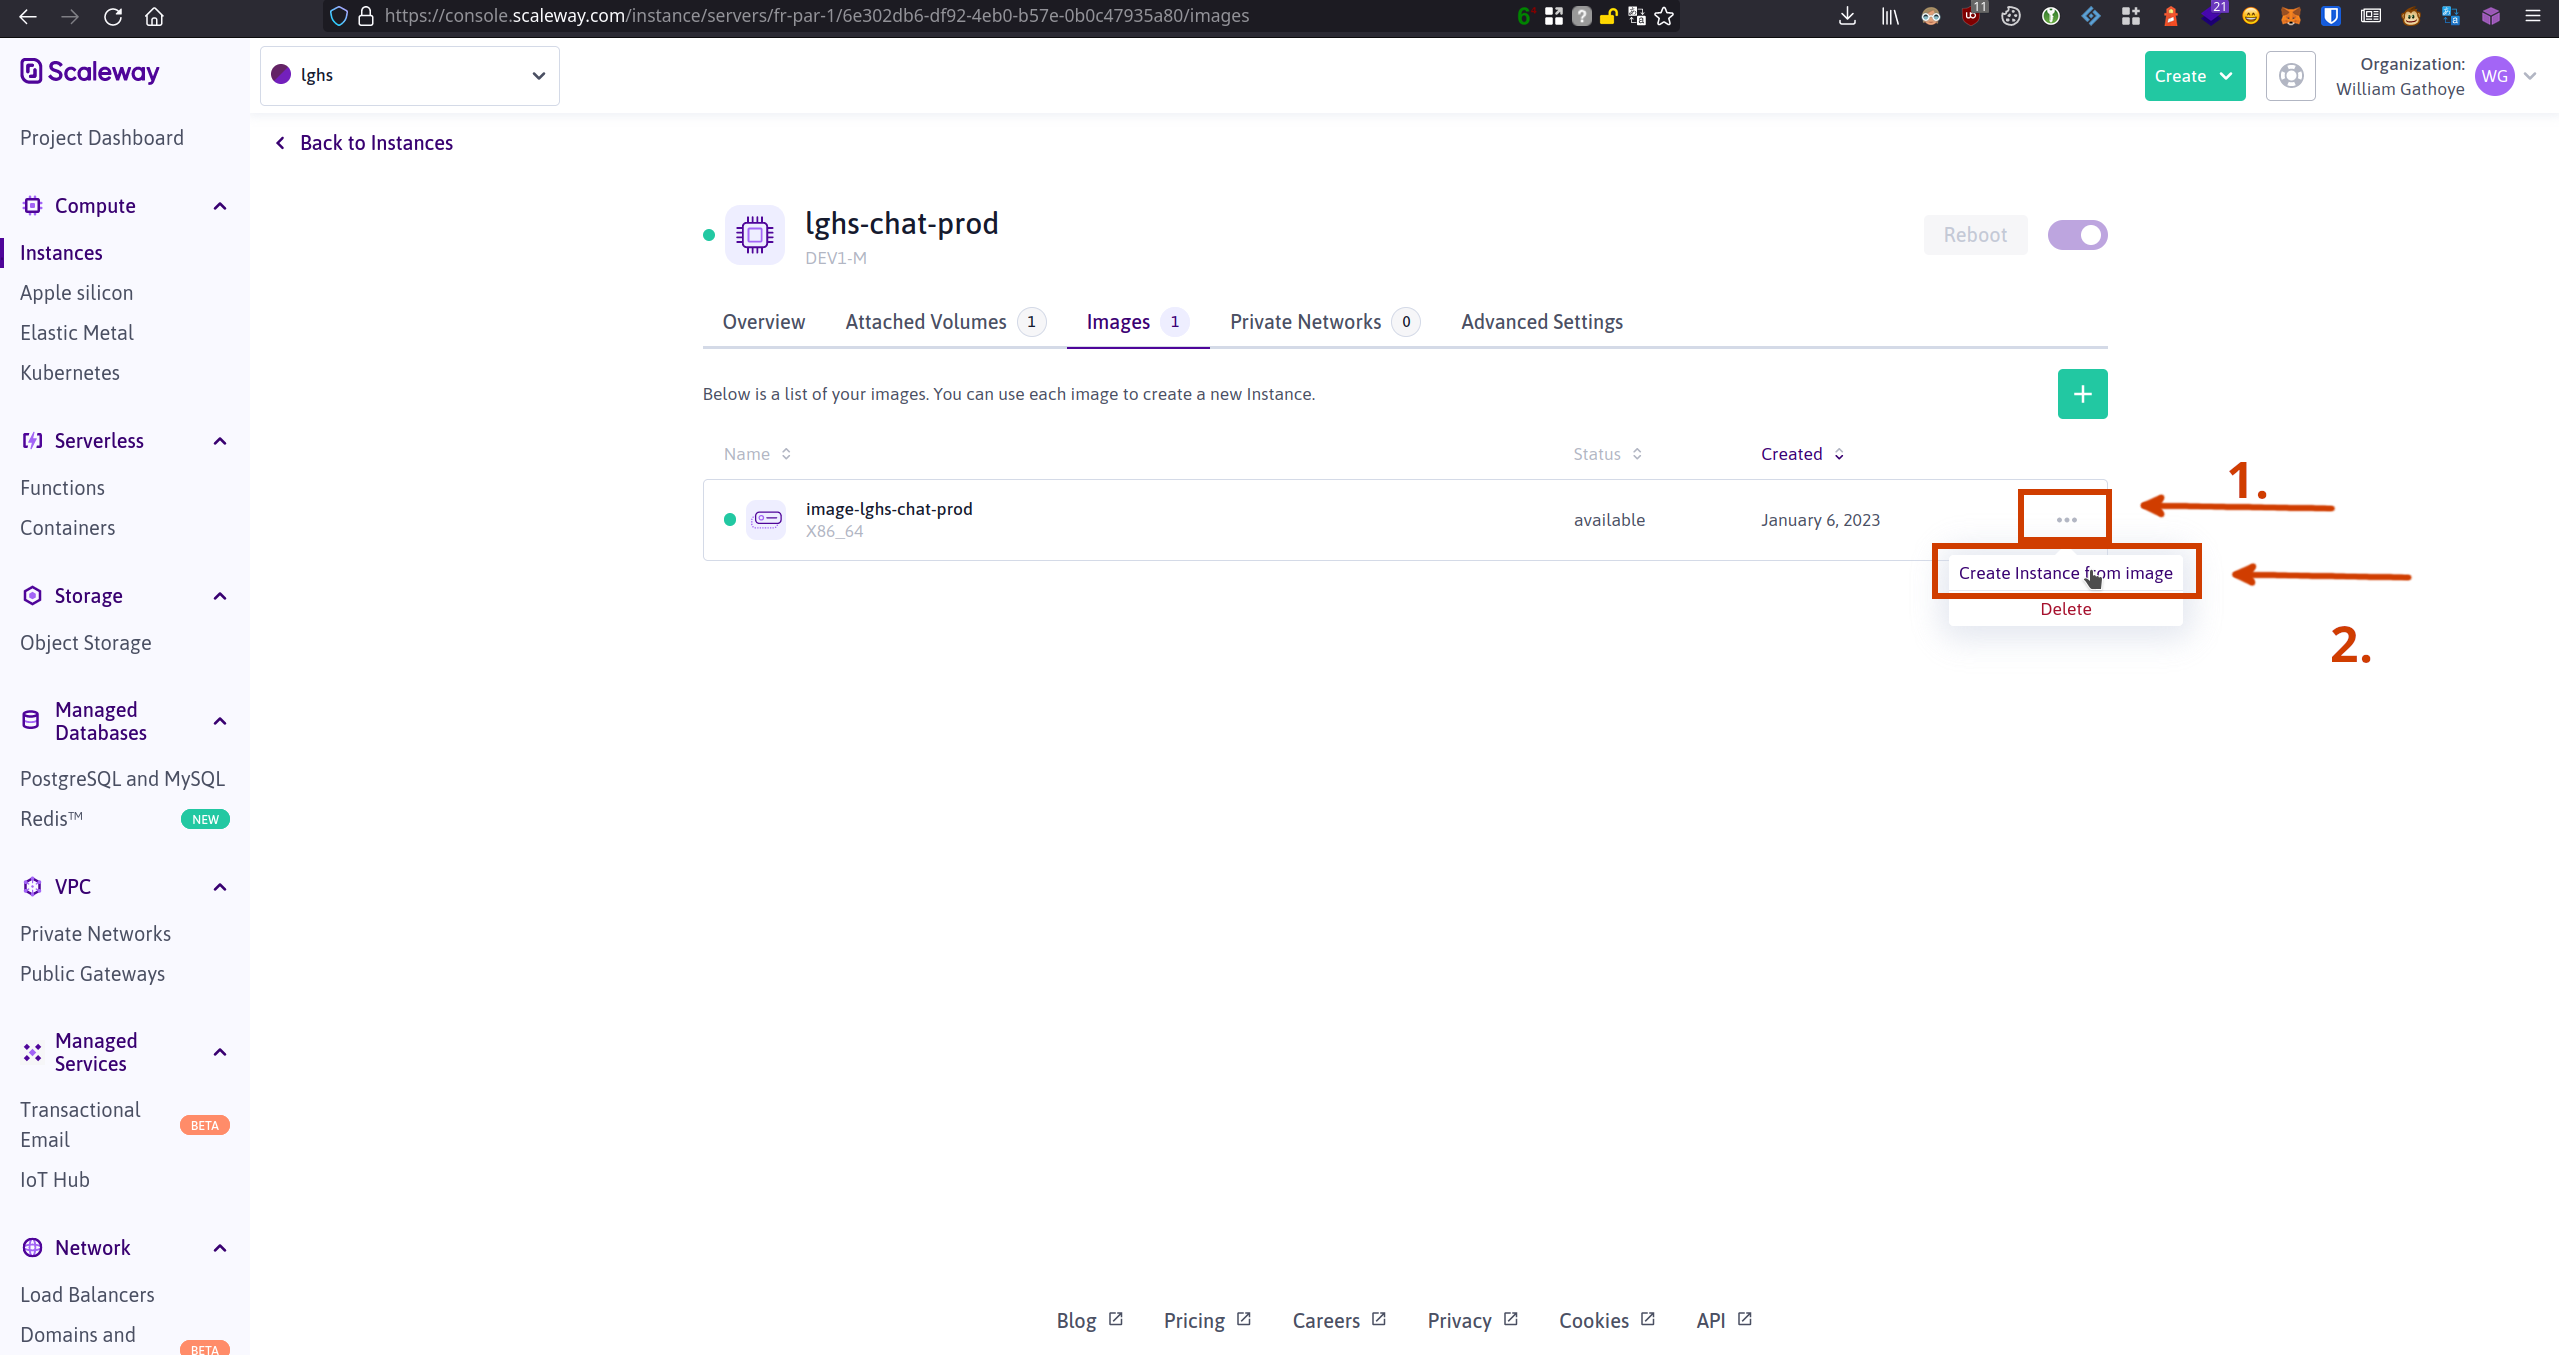 https://console.scaleway.com/instance/servers/fr-par-1/6e302db6-df92-4eb0-b57e-0b0c47935a80/images
6
11
21
Scaleway
lghs
Create
Organization:
William Gathoye
WG
Project Dashboard
Compute
Instances
Apple silicon
Elastic Metal
Kubernetes
Serverless
Functions
Containers
Storage
Object Storage
Managed
Databases
PostgreSQL and MySQL
Redis™ NEW
VPC
Private Networks
Public Gateways
Managed
Services
Transactional
Email BETA
IoT Hub
Network
Load Balancers
Domains and
BETA
Back to Instances
lghs-chat-prod
DEV1-M
Reboot
Overview Attached Volumes 1 Images 1 Private Networks 0 Advanced Settings
Below is a list of your images. You can use each image to create a new Instance.
+
Name Status Created
image-lghs-chat-prod
X86_64
available January 6, 2023
1.
Create Instance from image
Delete
2.
Blog Pricing Careers Privacy Cookies API